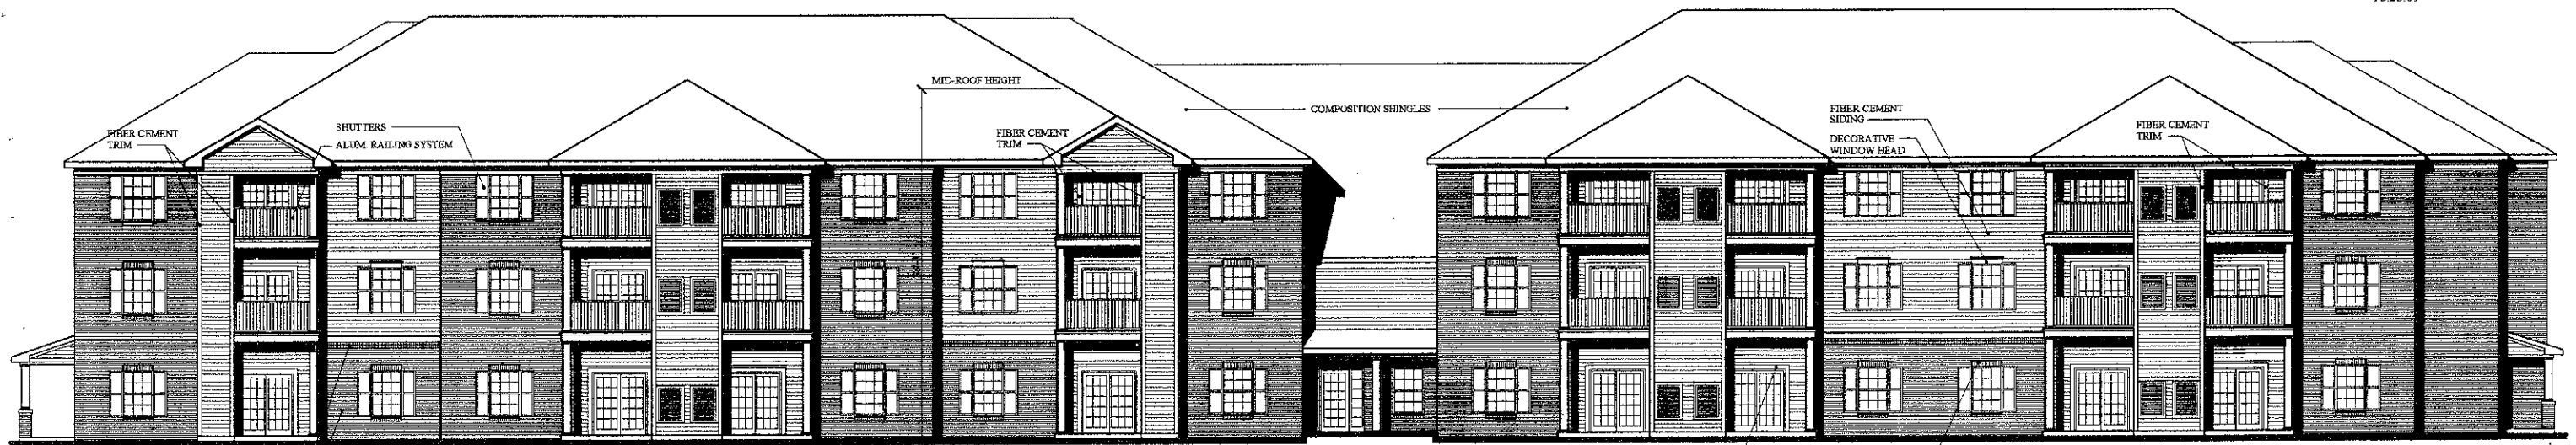 MID-ROOF HEIGHT
COMPOSITION SHINGLES
FIBER CEMENT
TRIM
SHUTTERS
ALUM. RAILING SYSTEM
FIBER CEMENT
TRIM
FIBER CEMENT
SIDING
DECORATIVE
WINDOW HEAD
FIBER CEMENT
TRIM